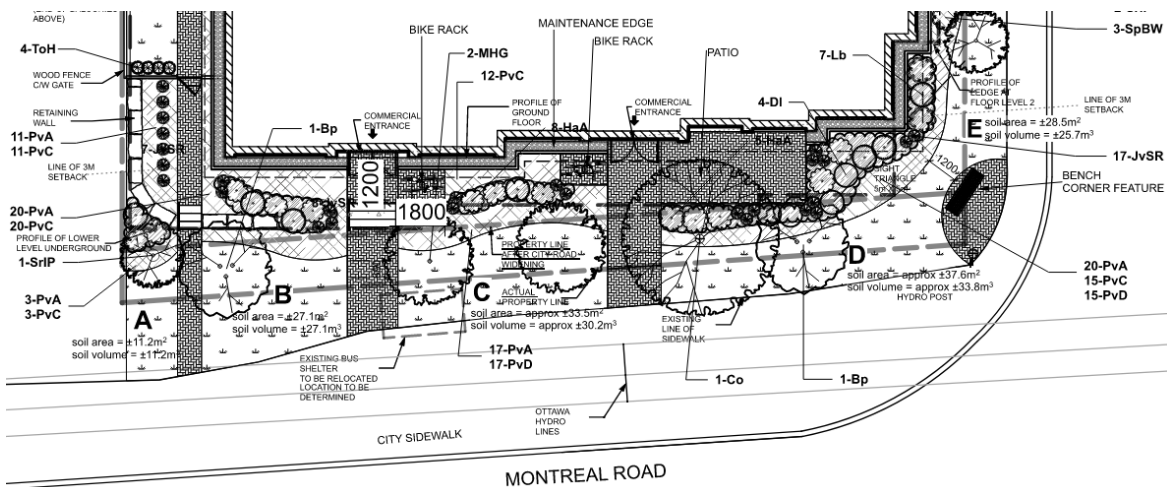 ABOVE)
4-ToH
WOOD FENCE
C/W GATE
RETAINING
WALL
11-PvA
11-PvC
LINE OF 3M
SETBACK
20-PvA
20-PvC
PROFILE OF LOWER
LEVEL UNDERGROUND
1-SrIP
3-PvA
3-PvC
A
soil area = ±11.2m²
soil volume = ±11.2m
1-Bp
COMMERCIAL
ENTRANCE
BIKE RACK
2-MHG
12-PvC
PROFILE OF
GROUND
FLOOR
MAINTENANCE EDGE
BIKE RACK
8-HaA
COMMERCIAL
ENTRANCE
PATIO
4-DI
7-Lb
3-SpBW
PROFILE OF
LEDGE AT
FLOOR LEVEL 2
LINE OF 3M
SETBACK
E
soil area = ±28.5m²
soil volume = ±25.7m³
17-JvSR
1200
SIGHT
TRIANGLE
BENCH
CORNER FEATURE
1200
1800
B
soil area = ±27.1m²
soil volume = ±27.1m³
PROPERTY LINE
AFTER CITY ROAD
WIDENING
ACTUAL
PROPERTY LINE
C
soil area = approx ±33.5m²
soil volume = approx ±30.2m³
D
soil area = approx ±37.6m²
soil volume = approx ±33.8m³
HYDRO POST
20-PvA
15-PvC
15-PvD
EXISTING
LINE OF
SIDEWALK
EXISTING BUS
SHELTER
TO BE RELOCATED
LOCATION TO BE
DETERMINED
17-PvA
17-PvD
1-Co
1-Bp
OTTAWA
HYDRO
LINES
CITY SIDEWALK
MONTREAL ROAD